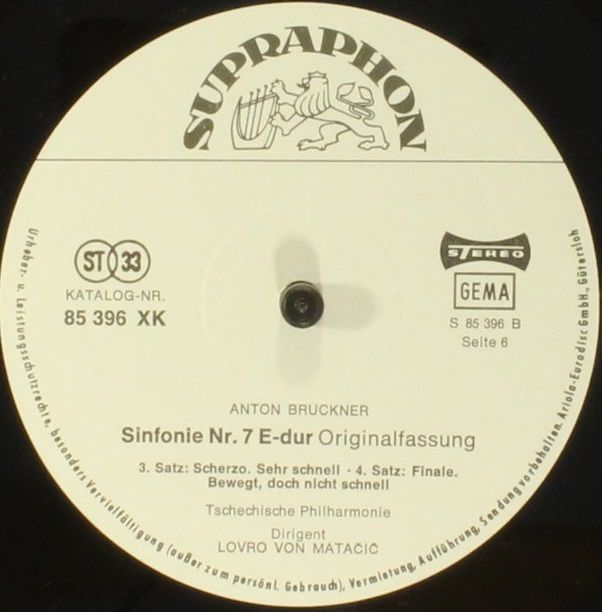 SUPRAPHON
ST 33
KATALOG-NR.
85 396 XK
STEREO
GEMA
S 85 396 B
Seite 6
ANTON BRUCKNER
Sinfonie Nr. 7 E-dur Originalfassung
3. Satz: Scherzo. Sehr schnell · 4. Satz: Finale.
Bewegt, doch nicht schnell
Tschechische Philharmonie
Dirigent
LOVRO VON MATAČIĆ
Urheber- u. Leistungsschutzrechte, besonders Vervielfältigung (außer zum persönl. Gebrauch), Vermietung, Aufführung, Sendung vorbehalten. Ariola-Eurodisc GmbH., Gütersloh